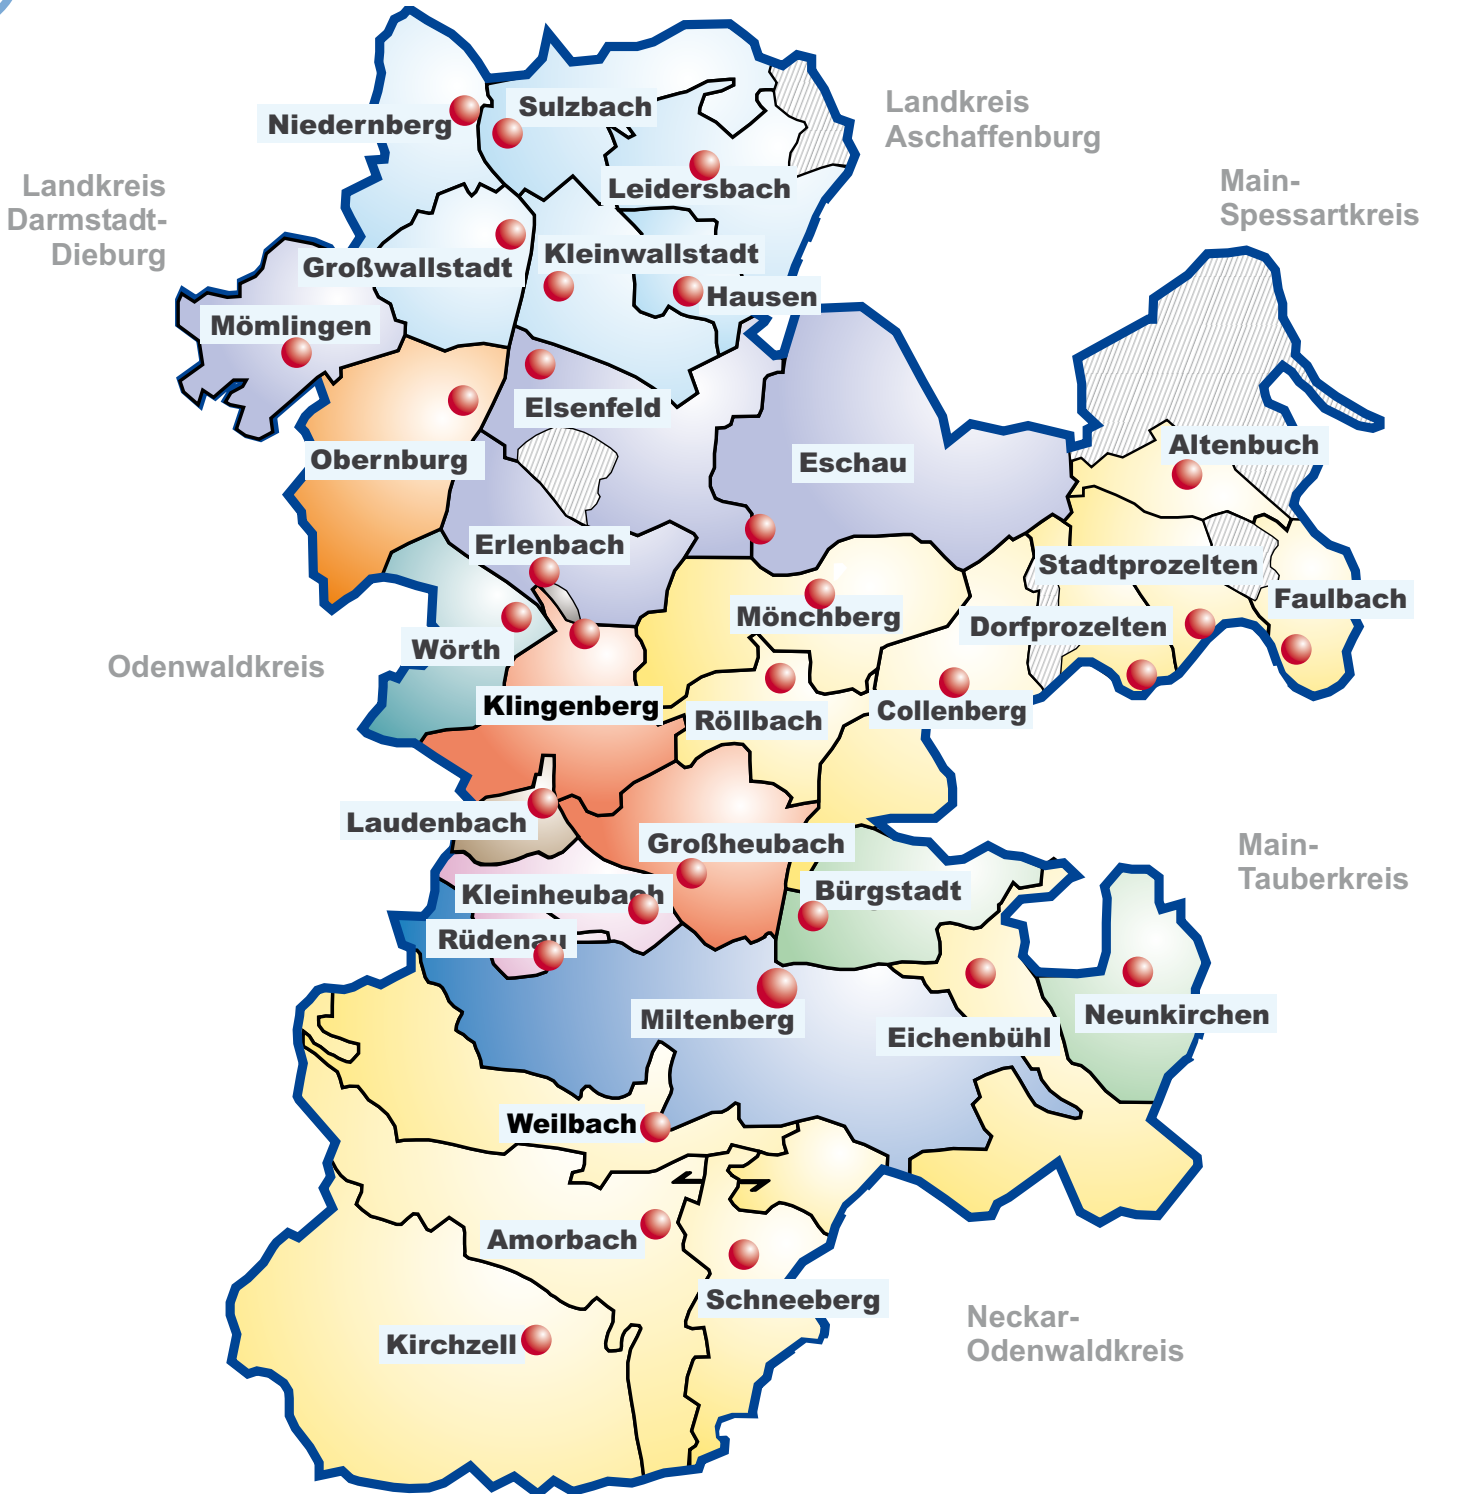 Landkreis
Aschaffenburg
Sulzbach
Niedernberg
Landkreis
Darmstadt-
Dieburg
Leidersbach
Main-
Spessartkreis
Großwallstadt
Kleinwallstadt
Hausen
Mömlingen
Elsenfeld
Obernburg
Eschau
Altenbuch
Erlenbach
Stadtprozelten
Faulbach
Mönchberg
Dorfprozelten
Wörth
Odenwaldkreis
Klingenberg
Röllbach
Collenberg
Laudenbach
Großheubach
Main-
Tauberkreis
Kleinheubach
Bürgstadt
Rüdenau
Miltenberg
Eichenbühl
Neunkirchen
Weilbach
Amorbach
Schneeberg
Neckar-
Odenwaldkreis
Kirchzell